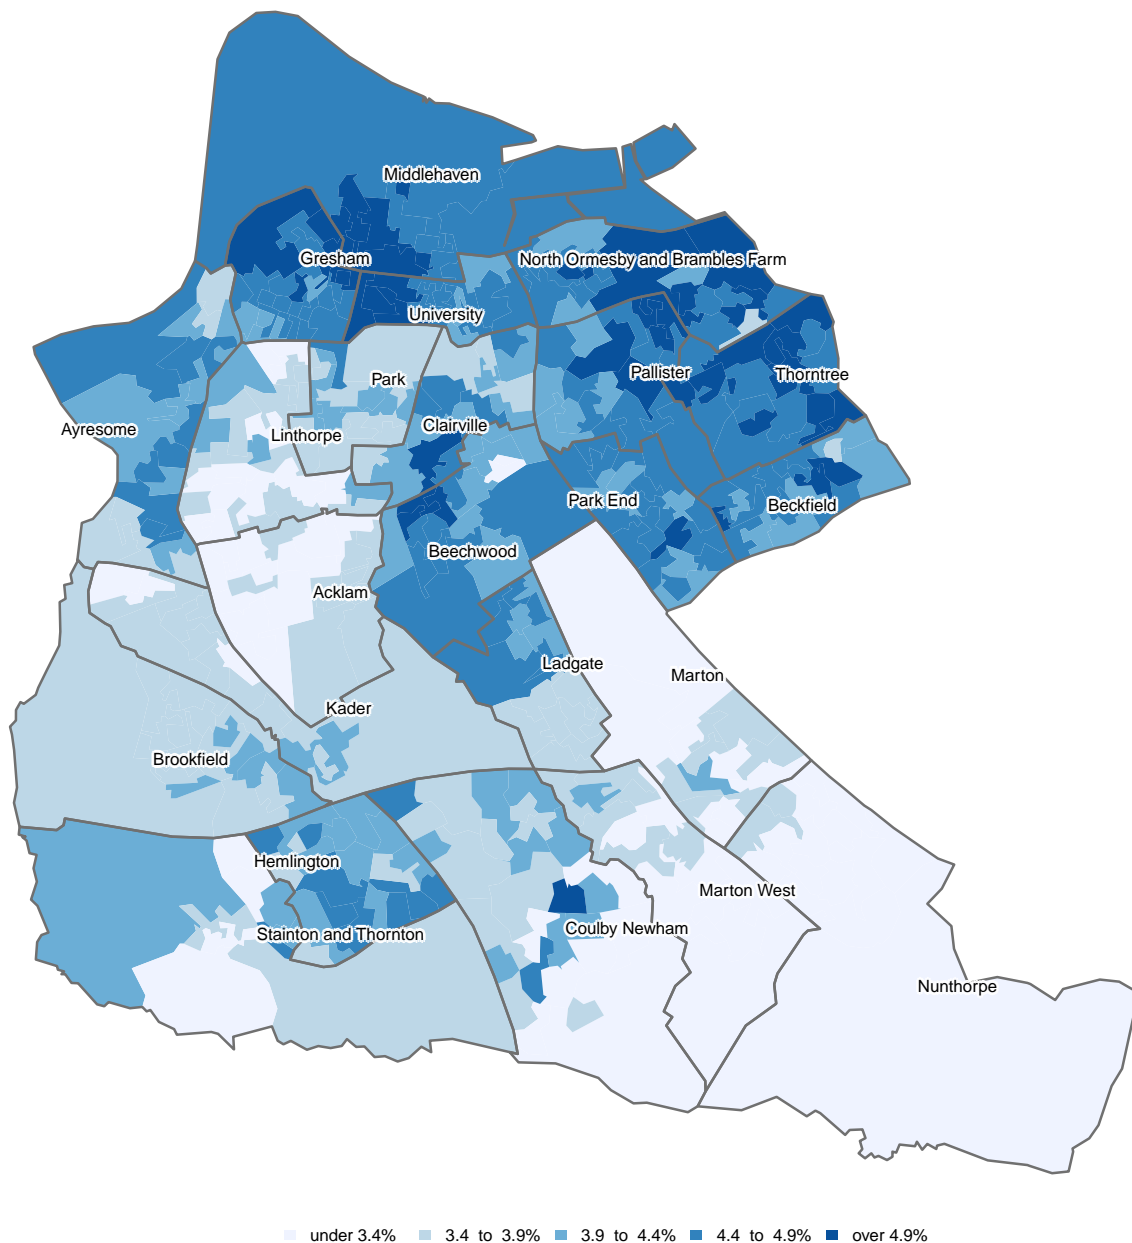 Middlehaven
Gresham
North Ormesby and Brambles Farm
University
Pallister
Thorntree
Park
Ayresome
Linthorpe
Clairville
Park End
Beckfield
Beechwood
Acklam
Ladgate
Marton
Kader
Brookfield
Hemlington
Marton West
Stainton and Thornton
Coulby Newham
Nunthorpe
under 3.4% 3.4 to 3.9% 3.9 to 4.4% 4.4 to 4.9% over 4.9%